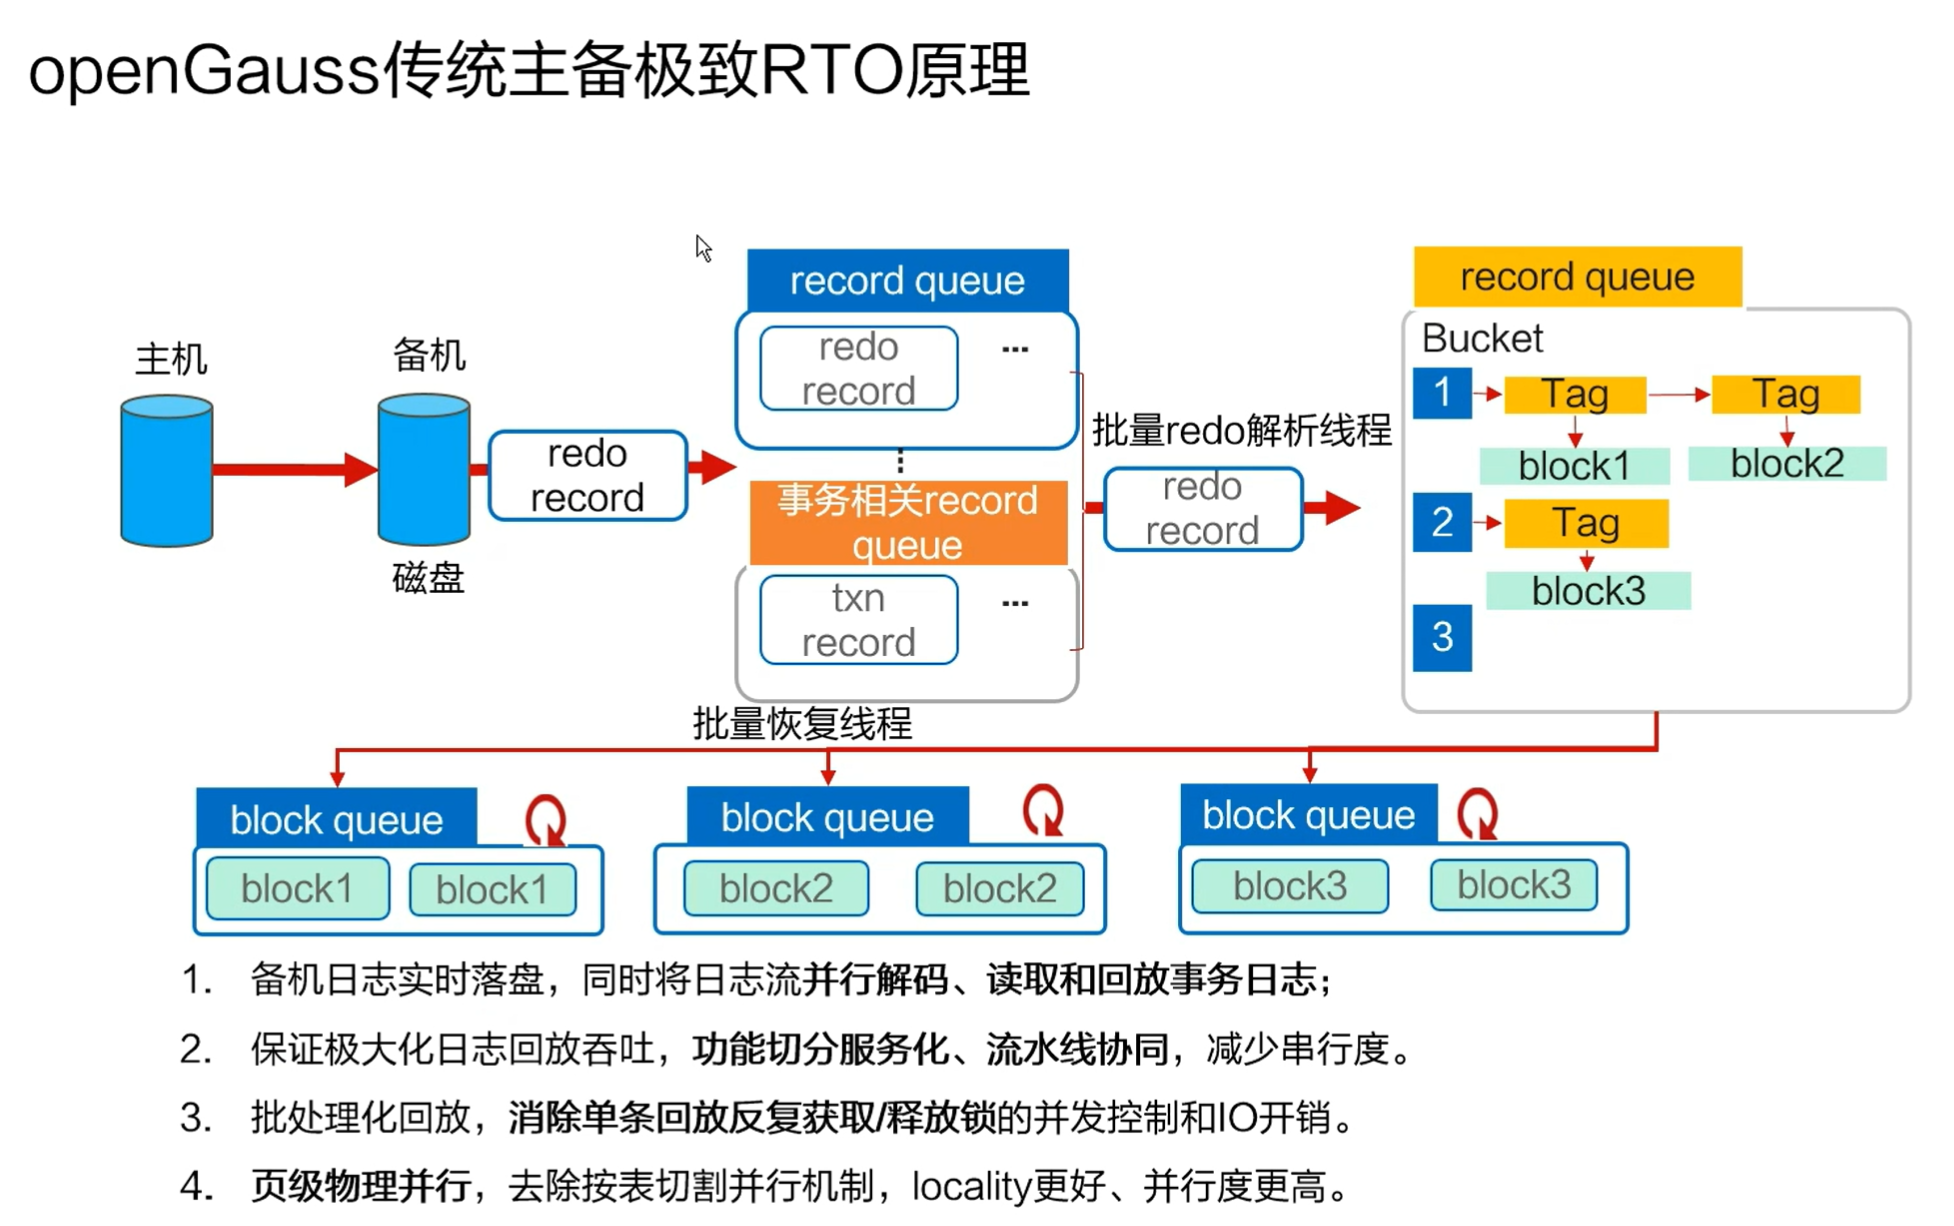 openGauss传统主备极致RTO原理
主机
备机
磁盘
redo
record
record queue
redo
record
...
⋮
事务相关record
queue
txn
record
...
批量redo解析线程
redo
record
record queue
Bucket
1
Tag
Tag
block1
block2
2
Tag
block3
3
批量恢复线程
block queue
block1
block1
block queue
block2
block2
block queue
block3
block3
1. 备机日志实时落盘，同时将日志流并行解码、读取和回放事务日志；
2. 保证极大化日志回放吞吐，功能切分服务化、流水线协同，减少串行度。
3. 批处理化回放，消除单条回放反复获取/释放锁的并发控制和IO开销。
4. 页级物理并行，去除按表切割并行机制，locality更好、并行度更高。